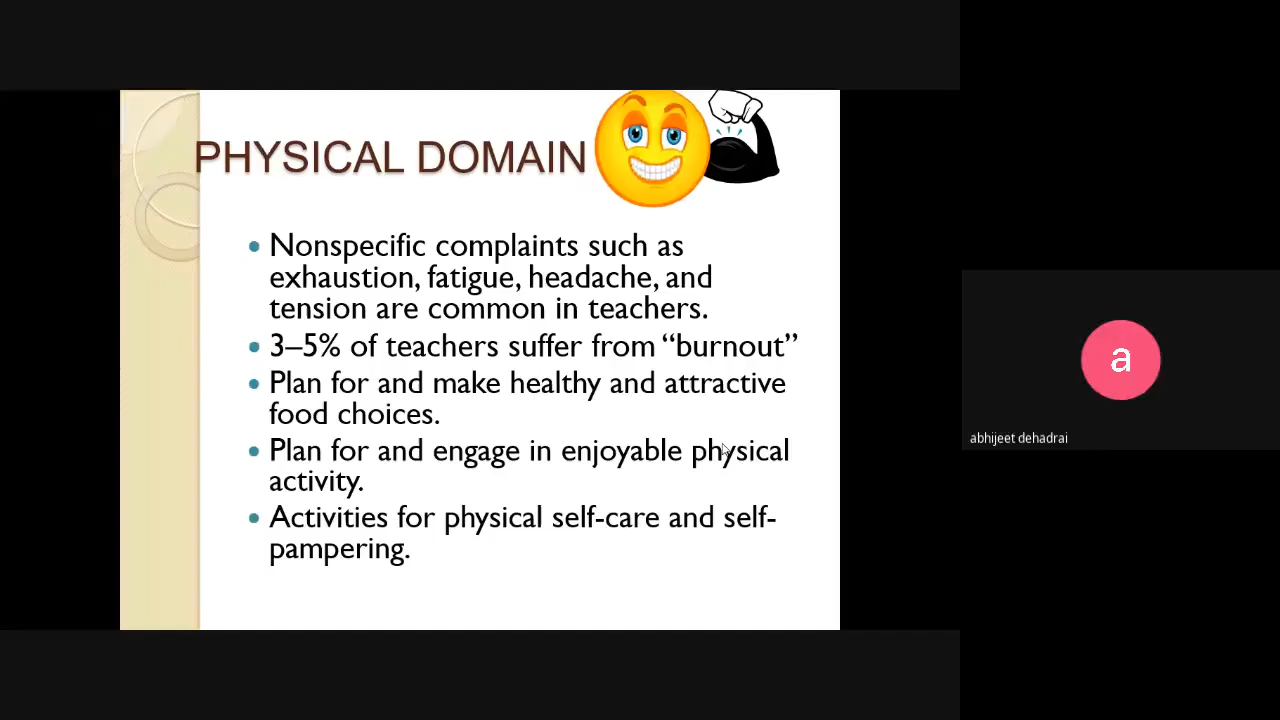 PHYSICAL DOMAIN
Nonspecific complaints such as
exhaustion, fatigue, headache, and
tension are common in teachers.
3–5% of teachers suffer from “burnout”
Plan for and make healthy and attractive
food choices.
Plan for and engage in enjoyable physical
activity.
Activities for physical self-care and self-
pampering.
a
abhijeet dehadrai